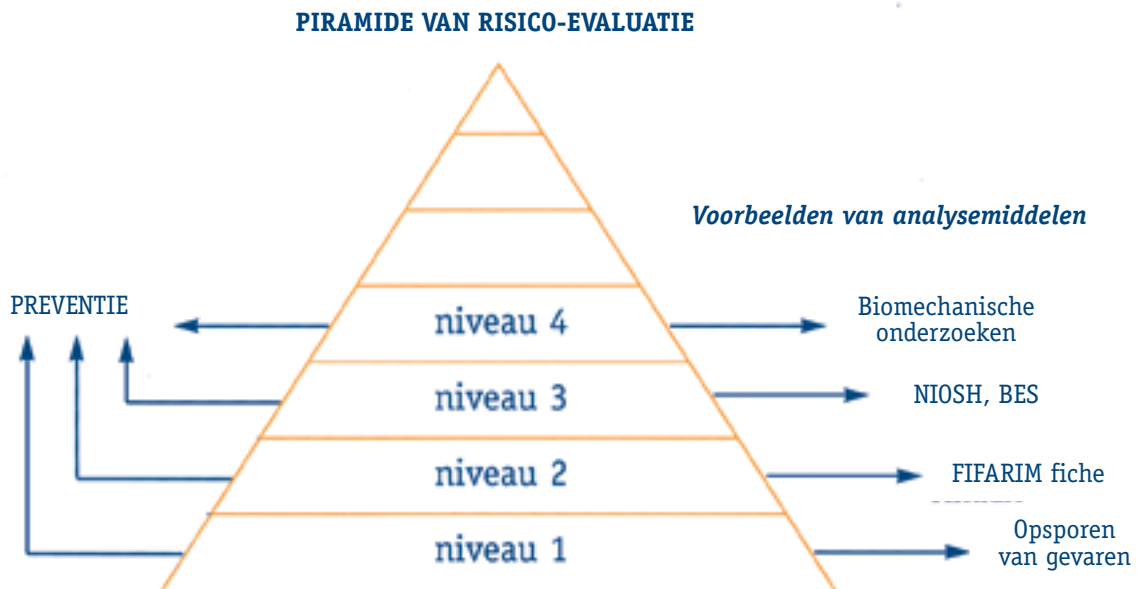 PIRAMIDE VAN RISICO-EVALUATIE
Voorbeelden van analysemiddelen
PREVENTIE
niveau 4
Biomechanische
onderzoeken
niveau 3
NIOSH, BES
niveau 2
FIFARIM fiche
niveau 1
Opsporen
van gevaren